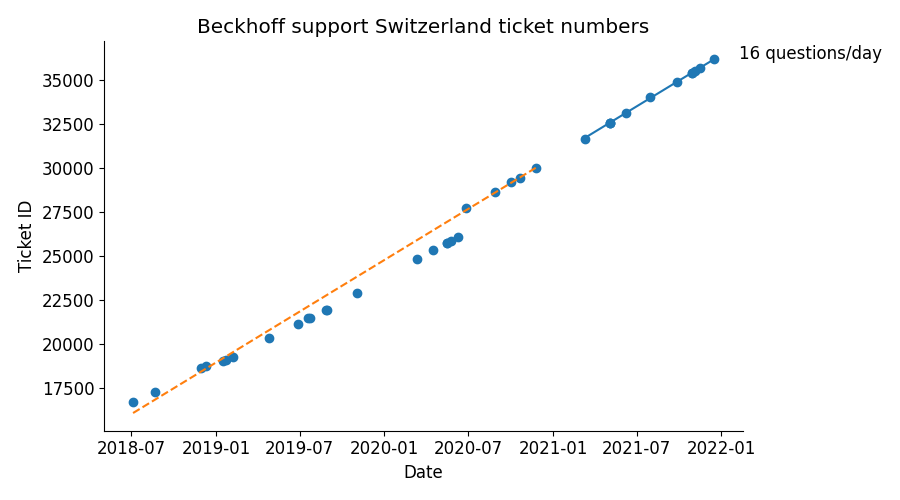 Beckhoff support Switzerland ticket numbers
16 questions/day
35000
32500
30000
27500
25000
22500
20000
17500
Ticket ID
2018-07 2019-01 2019-07 2020-01 2020-07 2021-01 2021-07 2022-01
Date